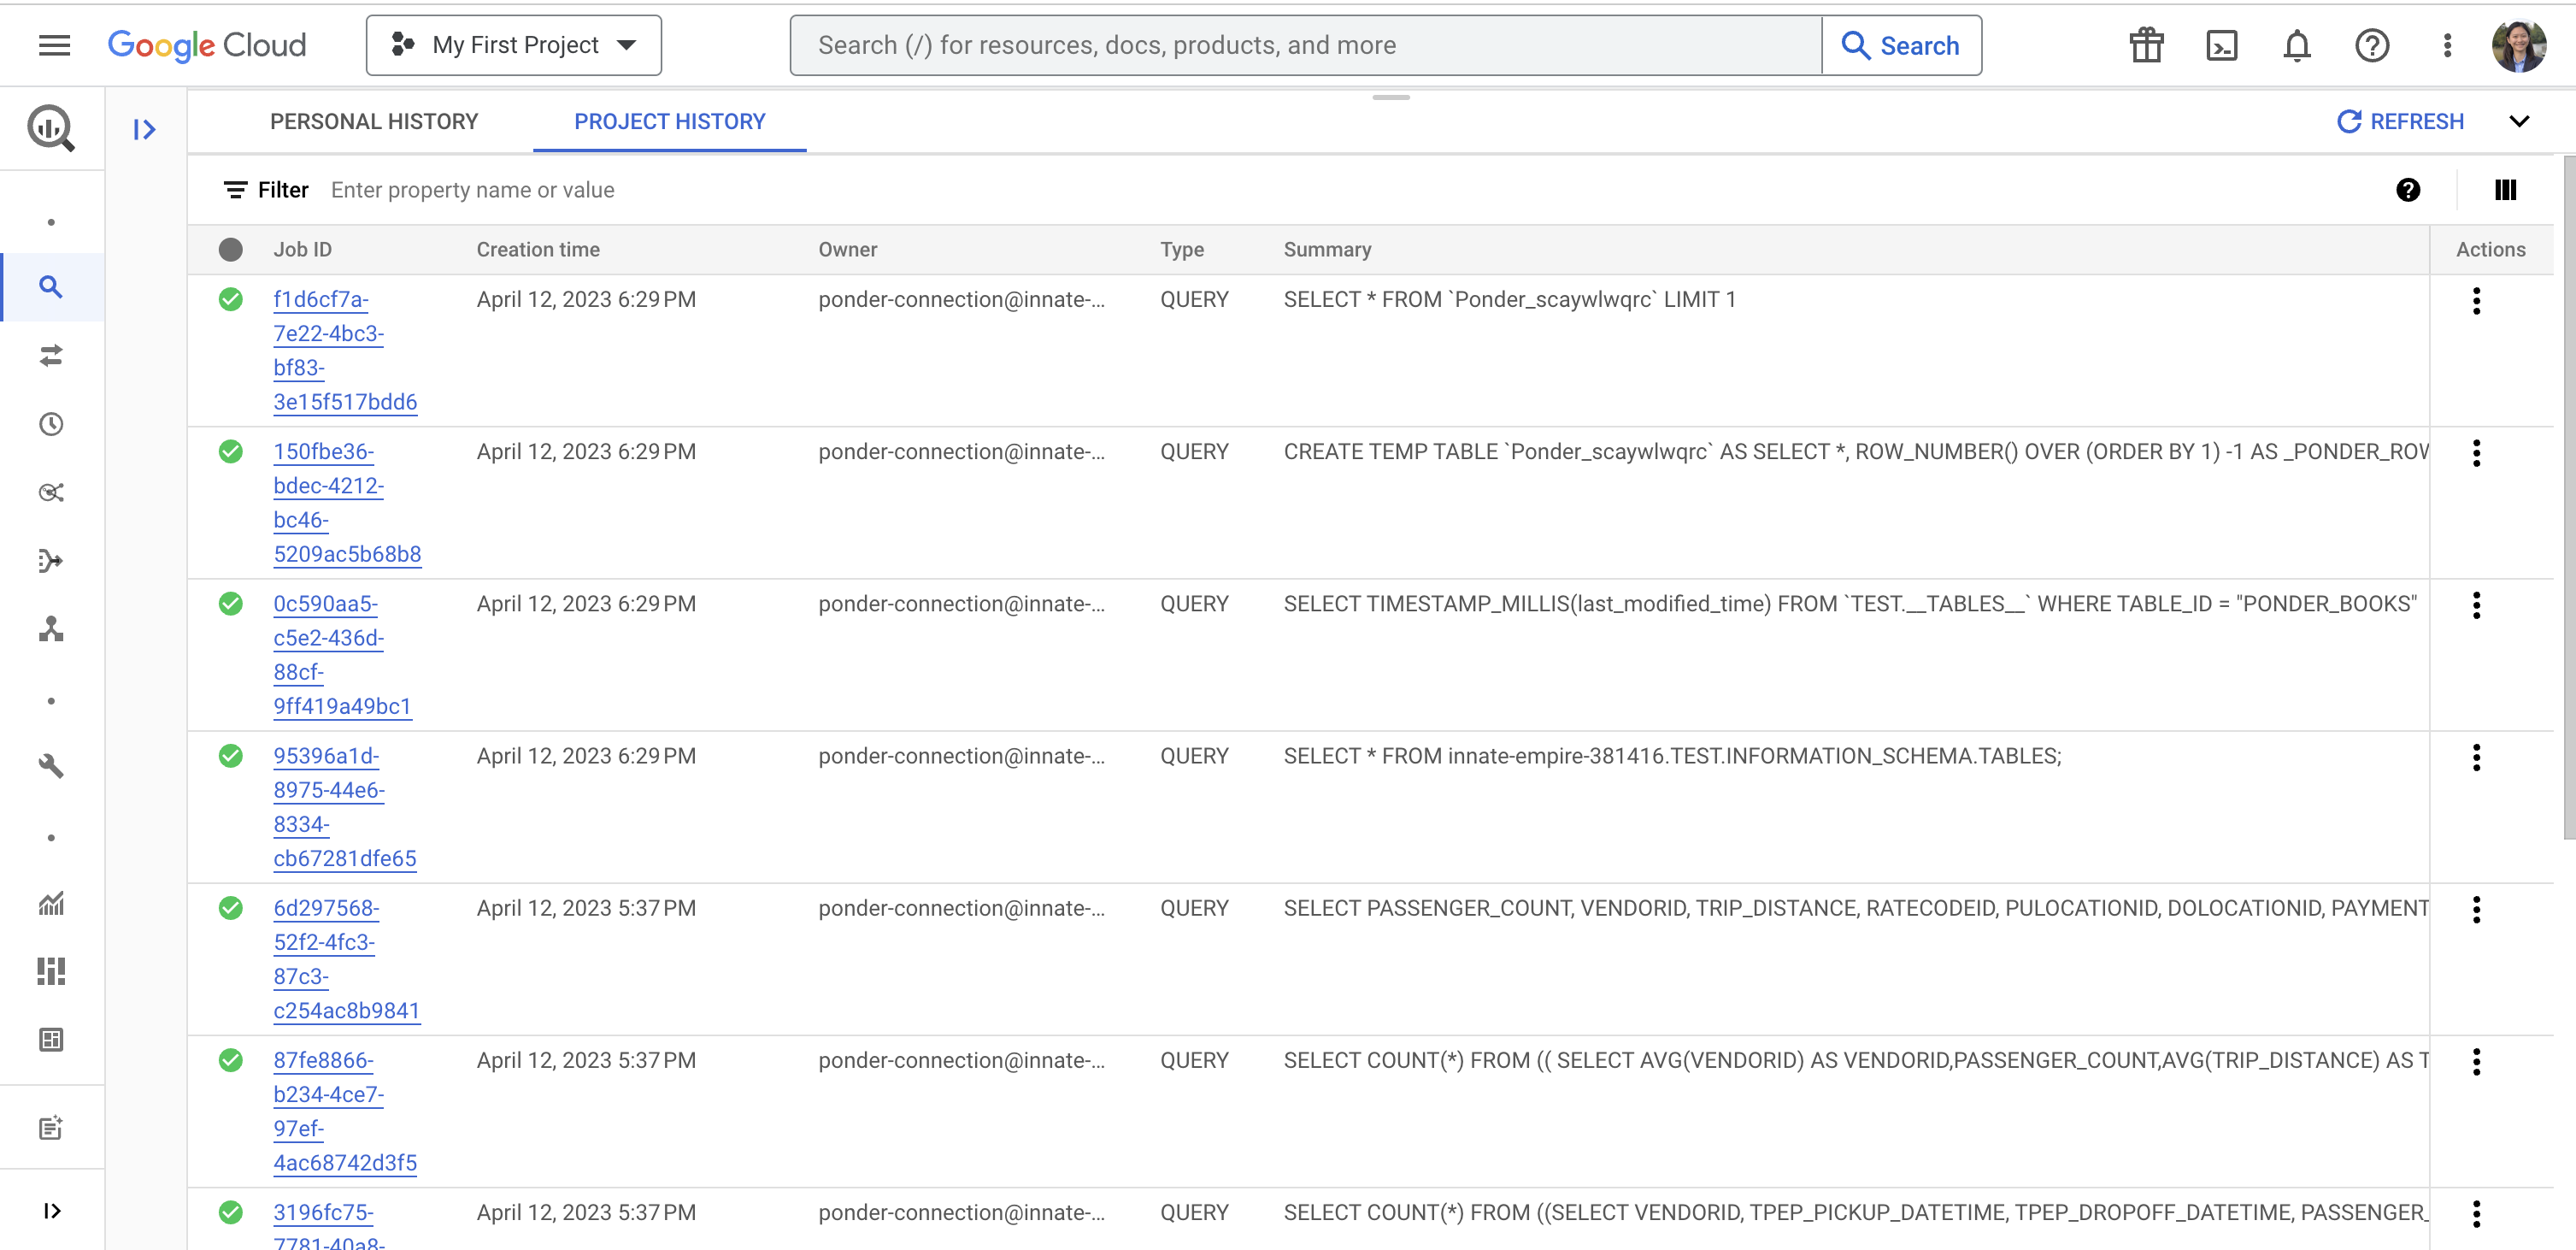 Google Cloud
My First Project
Search (/) for resources, docs, products, and more
Search
PERSONAL HISTORY
PROJECT HISTORY
REFRESH
Filter
Enter property name or value
Job ID
Creation time
Owner
Type
Summary
Actions
f1d6cf7a-
7e22-4bc3-
bf83-
3e15f517bdd6
April 12, 2023 6:29 PM
ponder-connection@innate-...
QUERY
SELECT * FROM `Ponder_scaywlwqrc` LIMIT 1
150fbe36-
bdec-4212-
bc46-
5209ac5b68b8
April 12, 2023 6:29 PM
ponder-connection@innate-...
QUERY
CREATE TEMP TABLE `Ponder_scaywlwqrc` AS SELECT *, ROW_NUMBER() OVER (ORDER BY 1) -1 AS _PONDER_ROW
0c590aa5-
c5e2-436d-
88cf-
9ff419a49bc1
April 12, 2023 6:29 PM
ponder-connection@innate-...
QUERY
SELECT TIMESTAMP_MILLIS(last_modified_time) FROM `TEST.__TABLES__` WHERE TABLE_ID = "PONDER_BOOKS"
95396a1d-
8975-44e6-
8334-
cb67281dfe65
April 12, 2023 6:29 PM
ponder-connection@innate-...
QUERY
SELECT * FROM innate-empire-381416.TEST.INFORMATION_SCHEMA.TABLES;
6d297568-
52f2-4fc3-
87c3-
c254ac8b9841
April 12, 2023 5:37 PM
ponder-connection@innate-...
QUERY
SELECT PASSENGER_COUNT, VENDORID, TRIP_DISTANCE, RATECODEID, PULOCATIONID, DOLOCATIONID, PAYMENT
87fe8866-
b234-4ce7-
97ef-
4ac68742d3f5
April 12, 2023 5:37 PM
ponder-connection@innate-...
QUERY
SELECT COUNT(*) FROM (( SELECT AVG(VENDORID) AS VENDORID,PASSENGER_COUNT,AVG(TRIP_DISTANCE) AS T
3196fc75-
7781-40a8-
April 12, 2023 5:37 PM
ponder-connection@innate-...
QUERY
SELECT COUNT(*) FROM ((SELECT VENDORID, TPEP_PICKUP_DATETIME, TPEP_DROPOFF_DATETIME, PASSENGER_